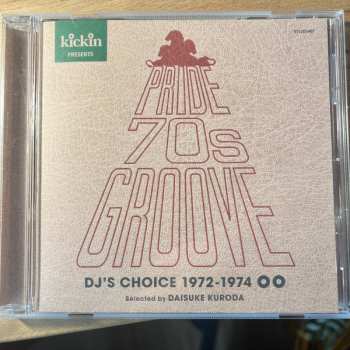 kickin
PRESENTS
PRIDE
70s
GROOVE
DJ'S CHOICE 1972-1974
Selected by DAISUKE KURODA